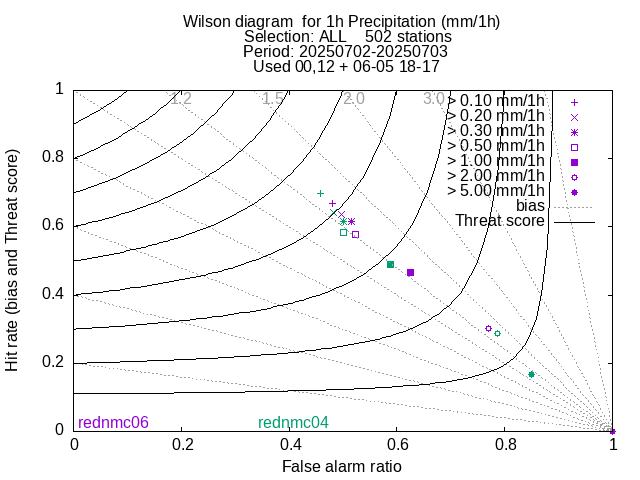 Wilson diagram  for 1h Precipitation (mm/1h)
Selection: ALL    502 stations
Period: 20250702-20250703
Used 00,12 + 06-05 18-17
1.2 1.5 2.0 3.0
> 0.10 mm/1h
> 0.20 mm/1h
> 0.30 mm/1h
> 0.50 mm/1h
> 1.00 mm/1h
> 2.00 mm/1h
> 5.00 mm/1h
bias
Threat score
1
0.8
0.6
0.4
0.2
0
Hit rate (bias and Threat score)
rednmc06 rednmc04
0 0.2 0.4 0.6 0.8 1
False alarm ratio